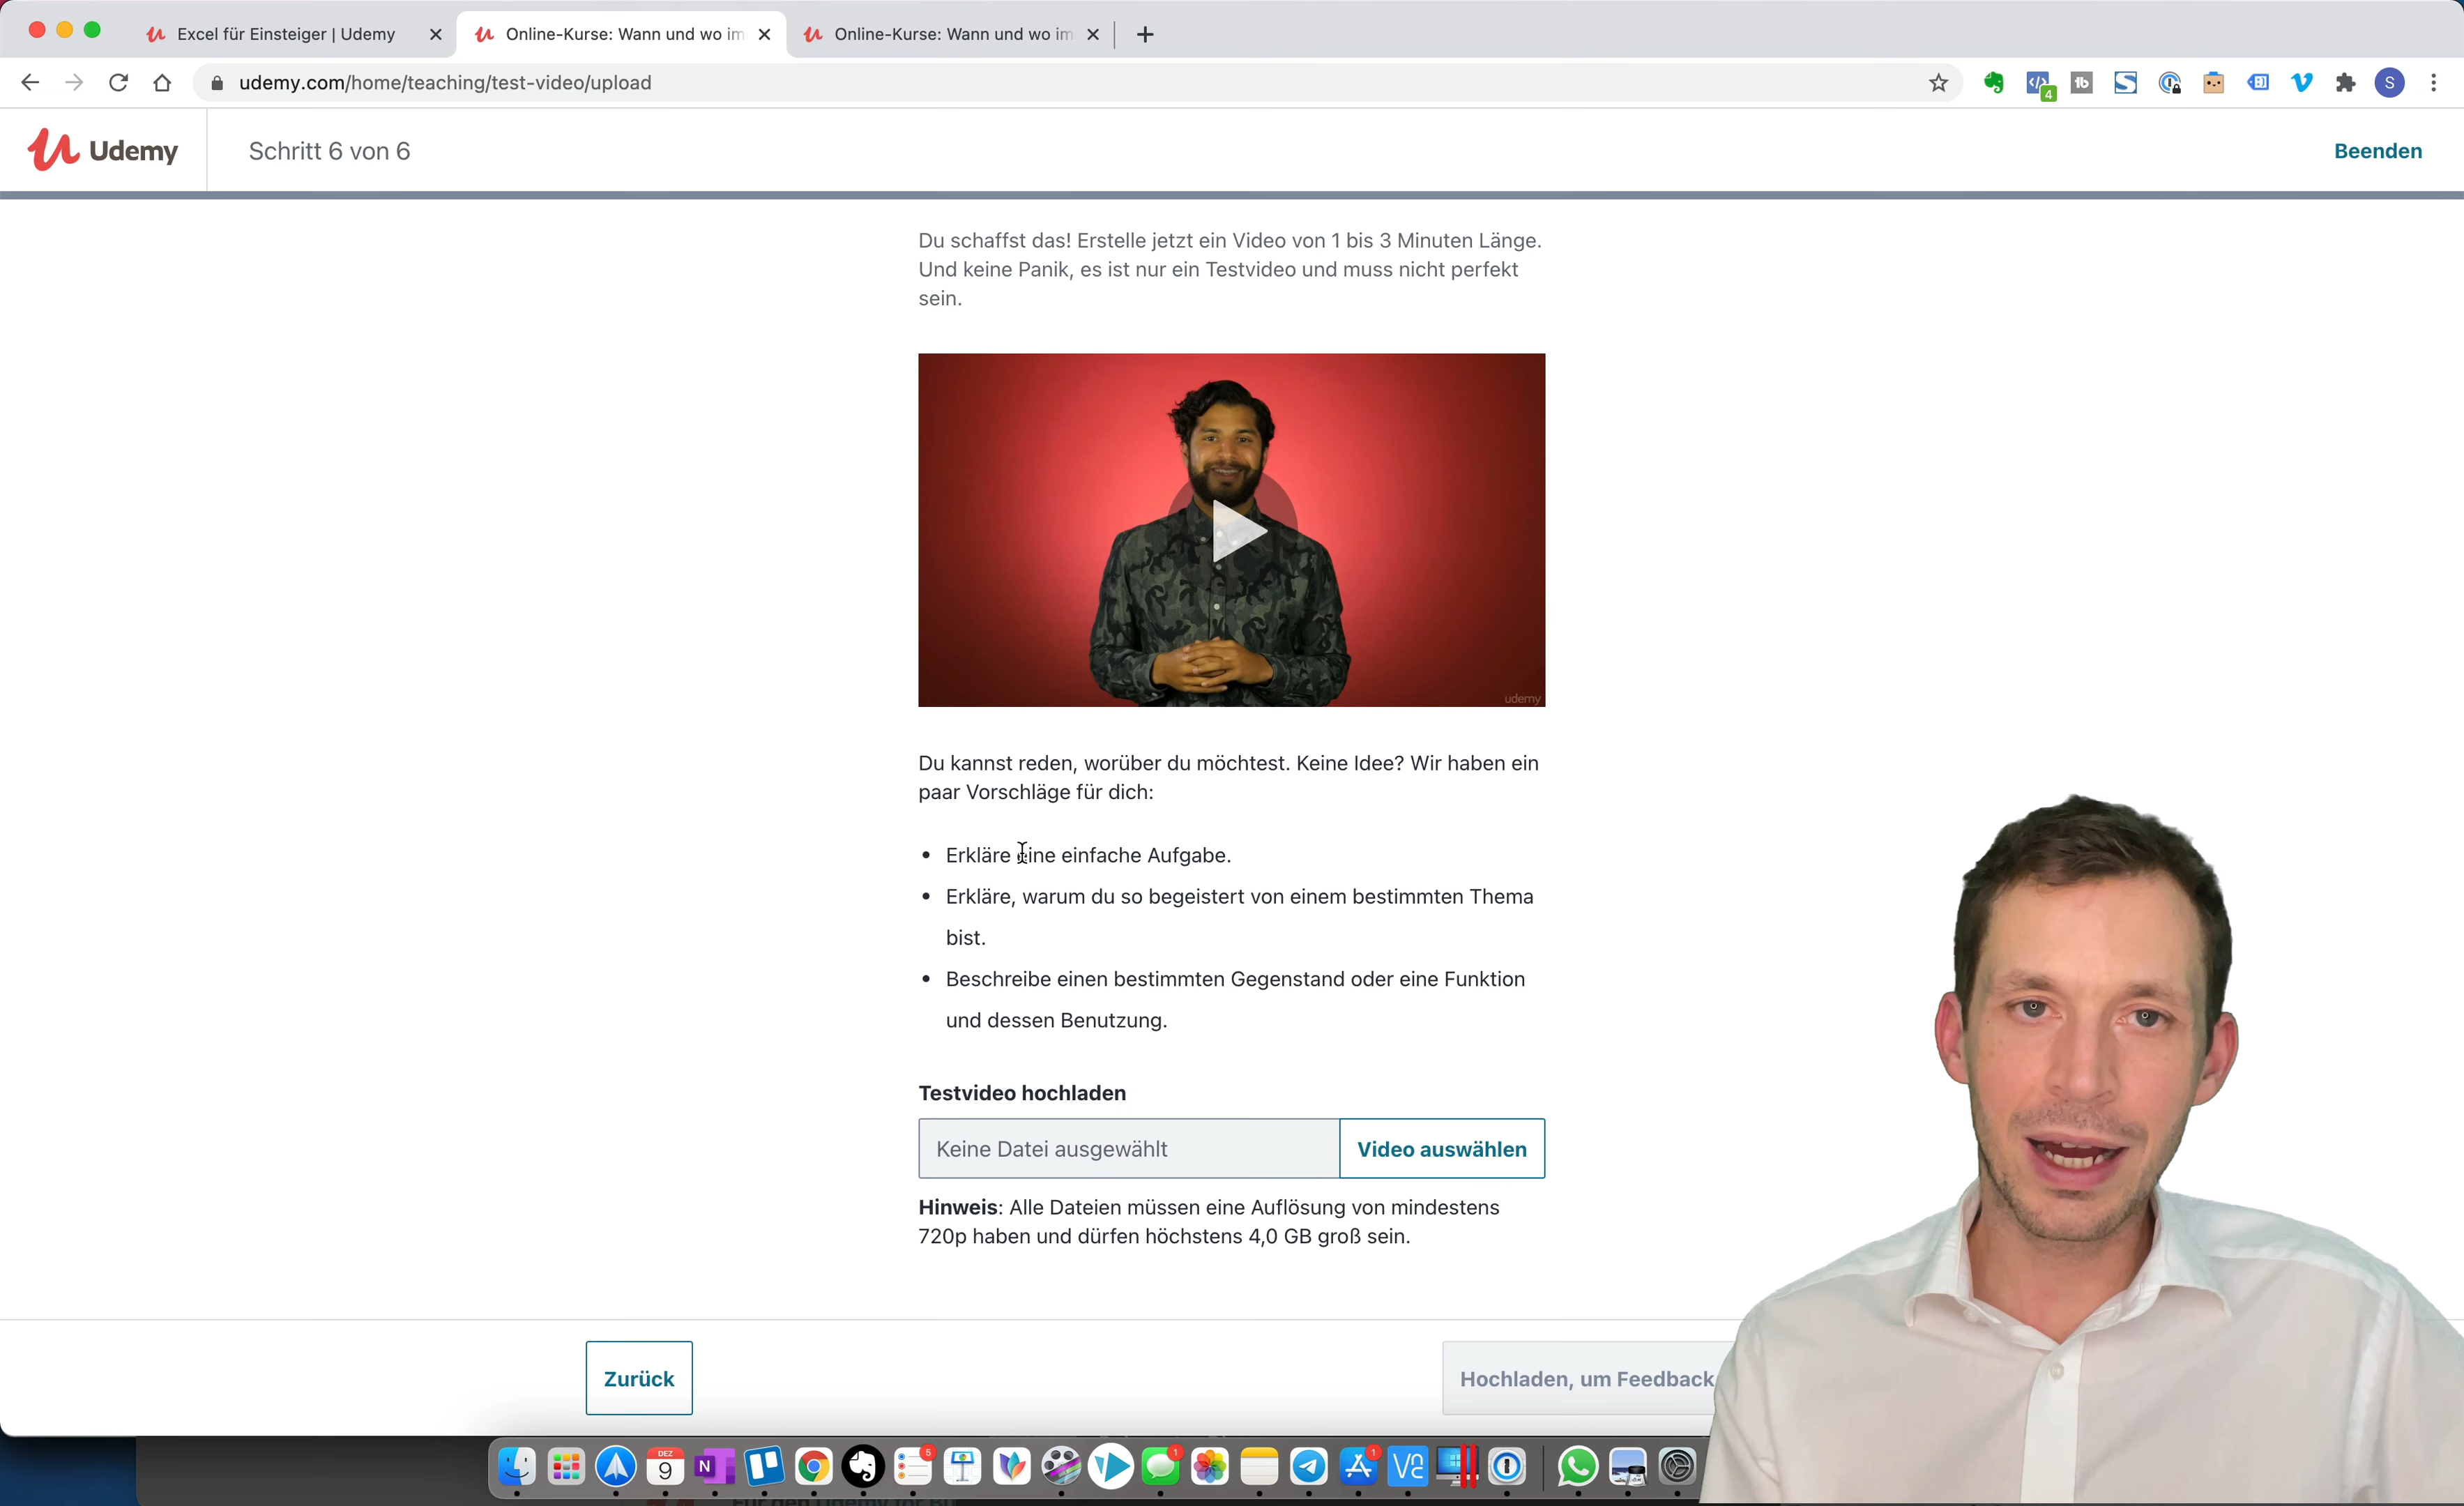 Excel für Einsteiger | Udemy
Online-Kurse: Wann und wo im
Online-Kurse: Wann und wo im
udemy.com/home/teaching/test-video/upload
4
S
Udemy
Schritt 6 von 6
Beenden
Du schaffst das! Erstelle jetzt ein Video von 1 bis 3 Minuten Länge.
Und keine Panik, es ist nur ein Testvideo und muss nicht perfekt
sein.
udemy
Du kannst reden, worüber du möchtest. Keine Idee? Wir haben ein
paar Vorschläge für dich:
Erkläre eine einfache Aufgabe.
Erkläre, warum du so begeistert von einem bestimmten Thema
bist.
Beschreibe einen bestimmten Gegenstand oder eine Funktion
und dessen Benutzung.
Testvideo hochladen
Keine Datei ausgewählt
Video auswählen
Hinweis: Alle Dateien müssen eine Auflösung von mindestens
720p haben und dürfen höchstens 4,0 GB groß sein.
Zurück
Hochladen, um Feedback
DEZ
9
N
5
1
1